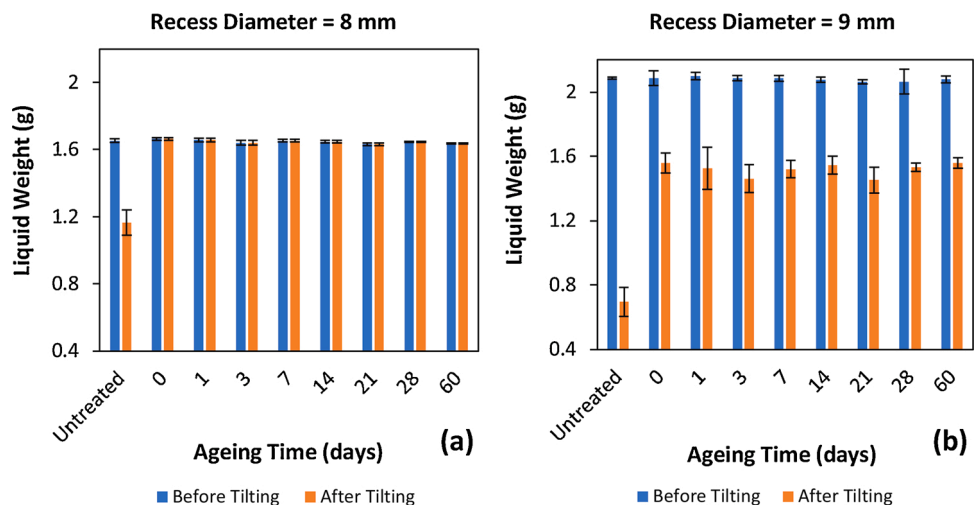 Recess Diameter = 8 mm
Liquid Weight (g)
2
1.6
1.2
0.8
0.4
Untreated 0 1 3 7 14 21 28 60
Ageing Time (days)
(a)
Before Tilting After Tilting
Recess Diameter = 9 mm
Liquid Weight (g)
2
1.6
1.2
0.8
0.4
Untreated 0 1 3 7 14 21 28 60
Ageing Time (days)
(b)
Before Tilting After Tilting